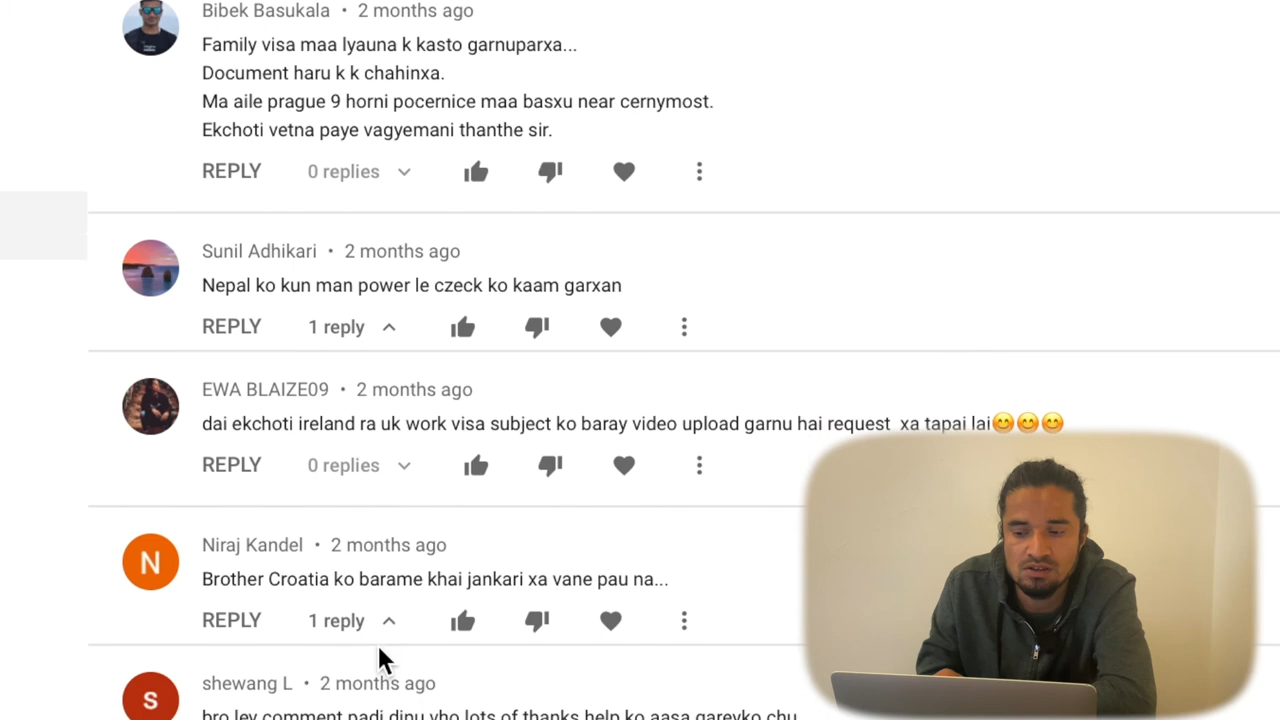 Bibek Basukala • 2 months ago
Family visa maa lyauna k kasto garnuparxa...
Document haru k k chahinxa.
Ma aile prague 9 horni pocernice maa basxu near cernymost.
Ekchoti vetna paye vagyemani thanthe sir.
REPLY 0 replies
Sunil Adhikari • 2 months ago
Nepal ko kun man power le czeck ko kaam garxan
REPLY 1 reply
EWA BLAIZE09 • 2 months ago
dai ekchoti ireland ra uk work visa subject ko baray video upload garnu hai request xa tapai lai😊😊😊
REPLY 0 replies
N
Niraj Kandel • 2 months ago
Brother Croatia ko barame khai jankari xa vane pau na...
REPLY 1 reply
S
shewang L • 2 months ago
bro ley comment padi dinu vho lots of thanks help ko aasa gareyko chu